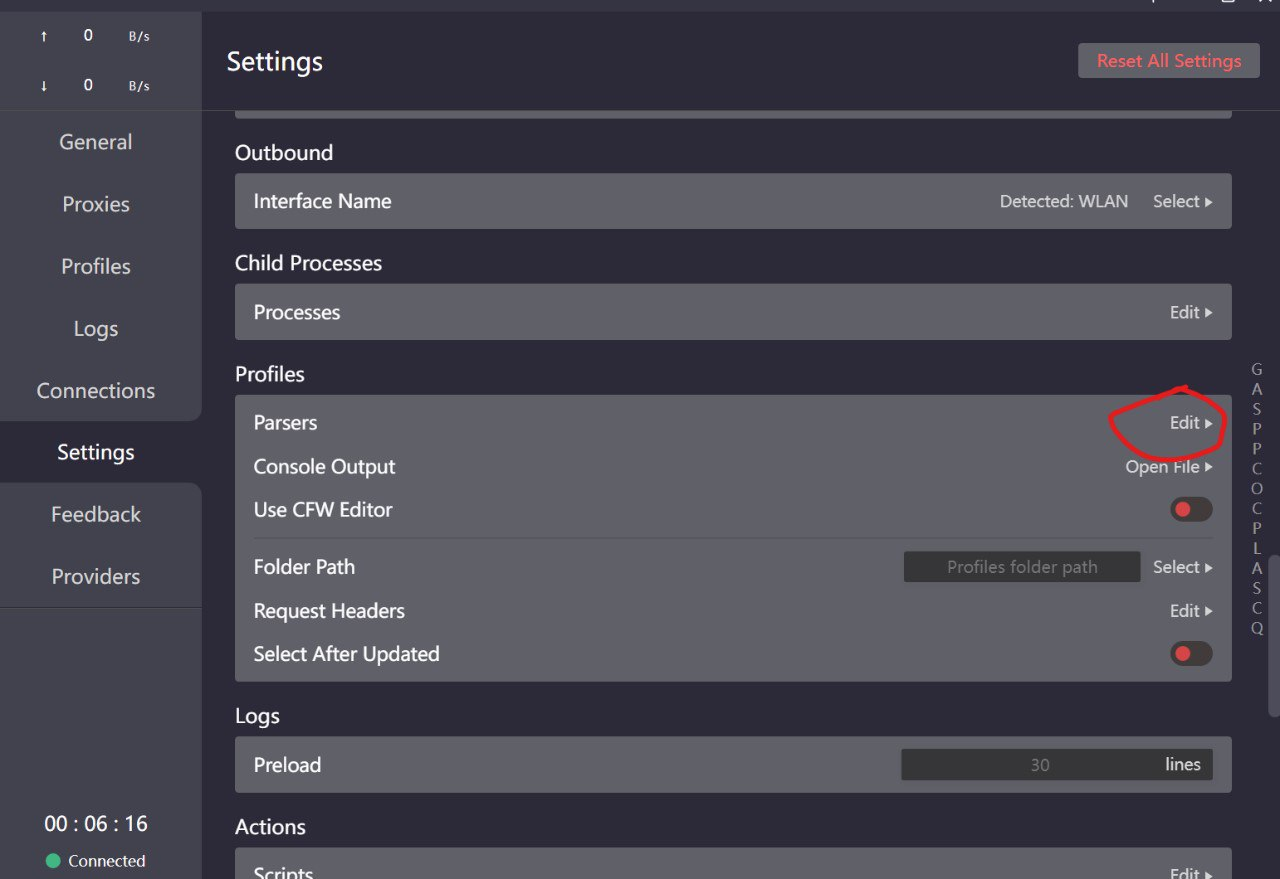 ↑ 0 B/s
Settings
Reset All Settings
↓ 0 B/s
General
Proxies
Profiles
Logs
Connections
Settings
Feedback
Providers
00 : 06 : 16
Connected
Outbound
Interface Name Detected: WLAN Select
Child Processes
Processes Edit
Profiles
Parsers Edit
Console Output Open File
Use CFW Editor
Folder Path Profiles folder path Select
Request Headers Edit
Select After Updated
Logs
Preload 30 lines
Actions
Scripts Edit
G
A
S
P
P
C
O
C
P
L
A
S
C
Q